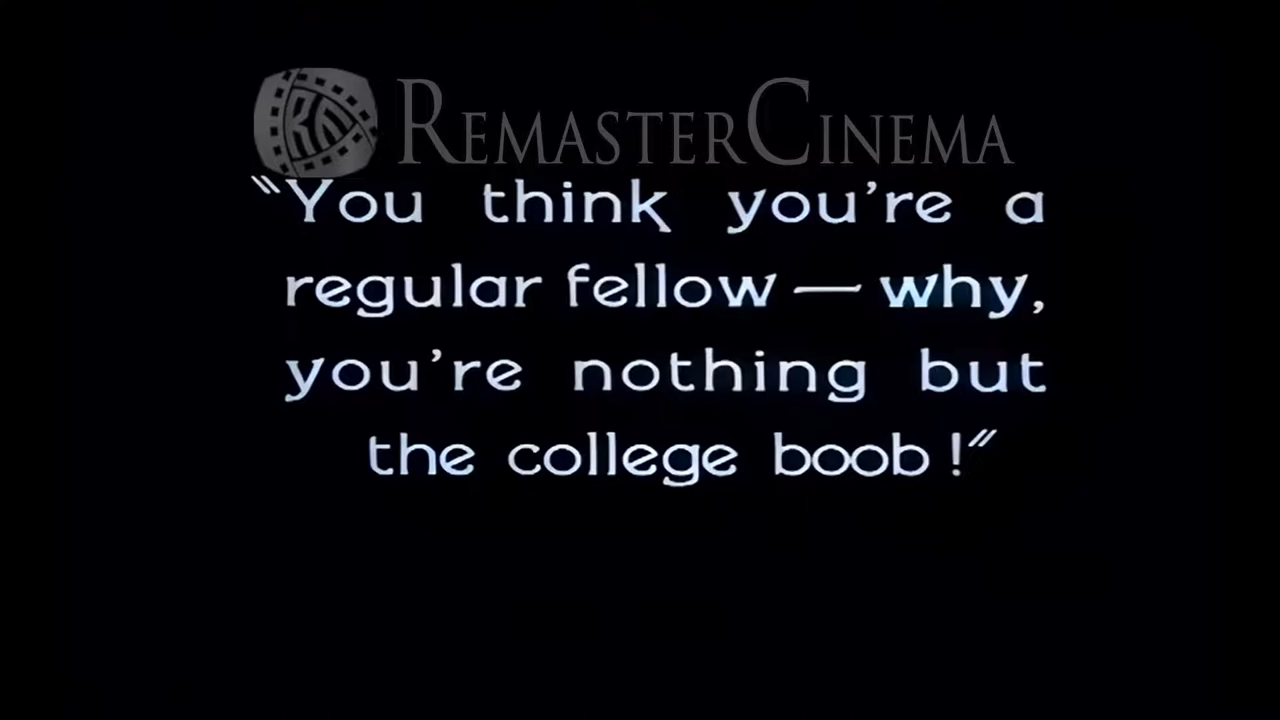 REMASTERCINEMA
"You think you're a
regular fellow — why,
you're nothing but
the college boob!"